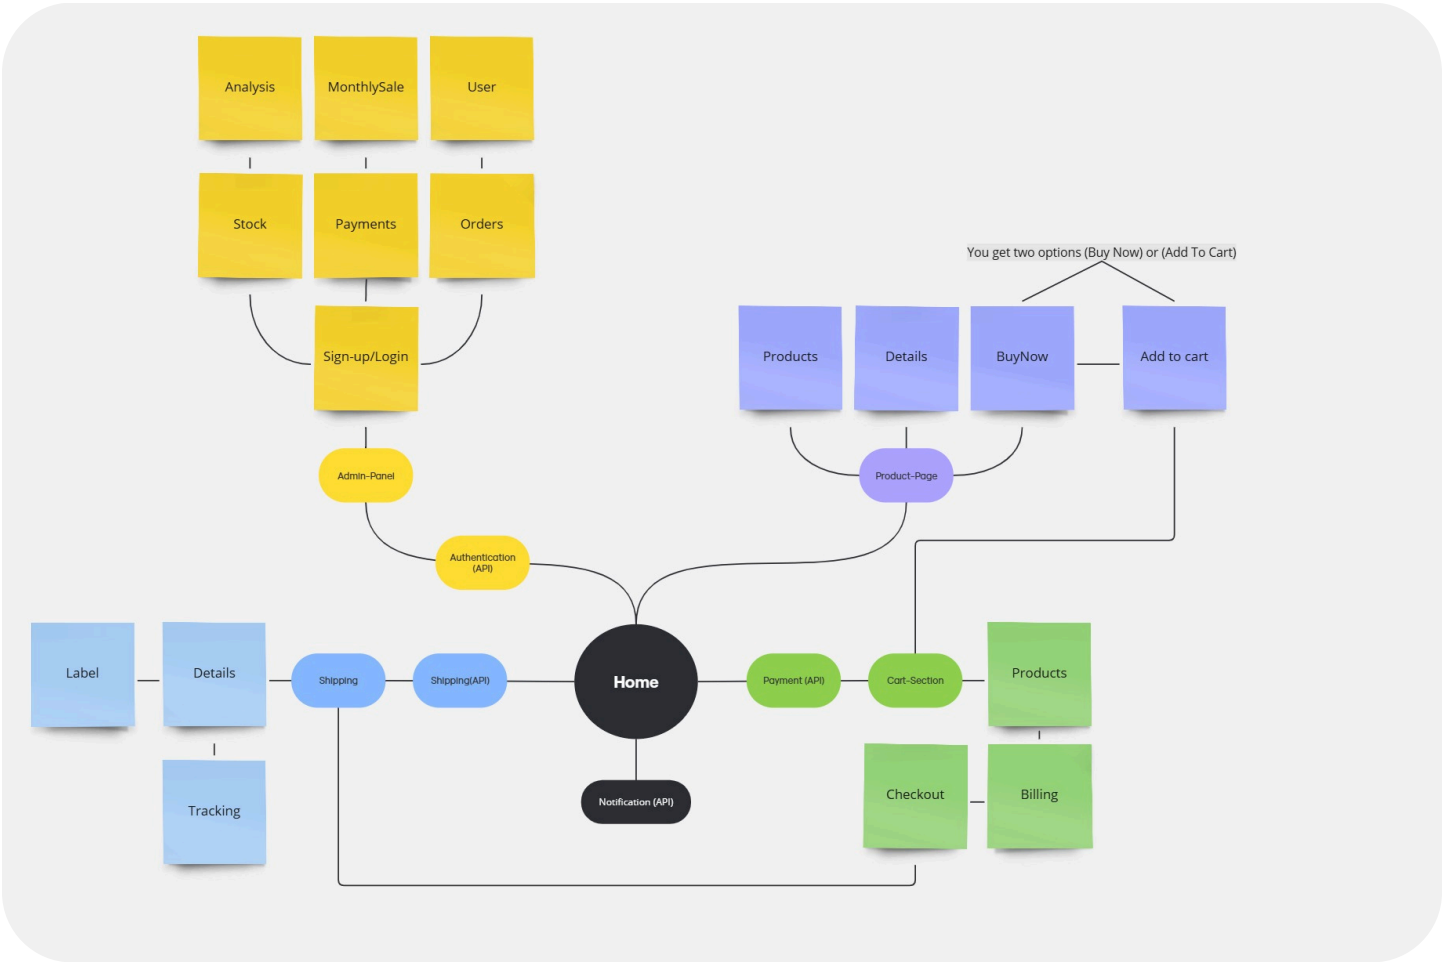 Analysis
MonthlySale
User
Stock
Payments
Orders
You get two options (Buy Now) or (Add To Cart)
Sign-up/Login
Products
Details
BuyNow
Add to cart
Admin-Panel
Product-Page
Authentication
(API)
Label
Details
Shipping
Shipping(API)
Home
Payment (API)
Cart-Section
Products
Tracking
Notification (API)
Checkout
Billing